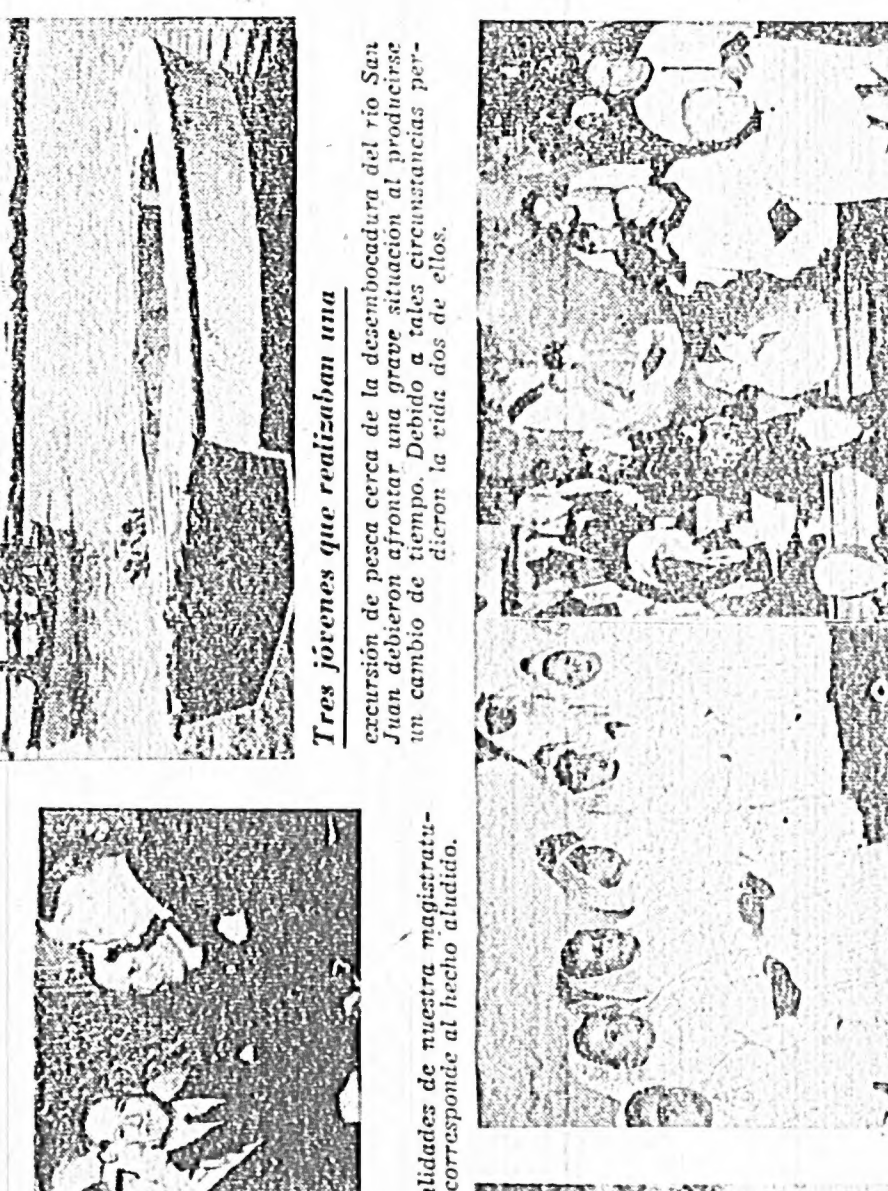 Tres jóvenes que realizaban una
excursión de pesca cerca de la desembocadura del río San
Juan debieron afrontar una grave situación al producirse
un cambio de tiempo. Debido a tales circunstancias per-
dieron la vida dos de ellos.
lidades de nuestra magistratu-
corresponde al hecho aludido.